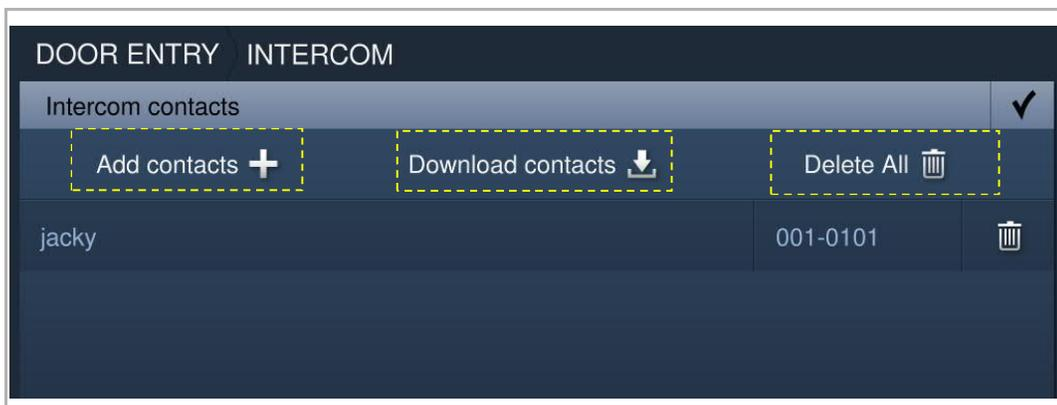 DOOR ENTRY INTERCOM
Intercom contacts
Add contacts Download contacts Delete All
jacky 001-0101